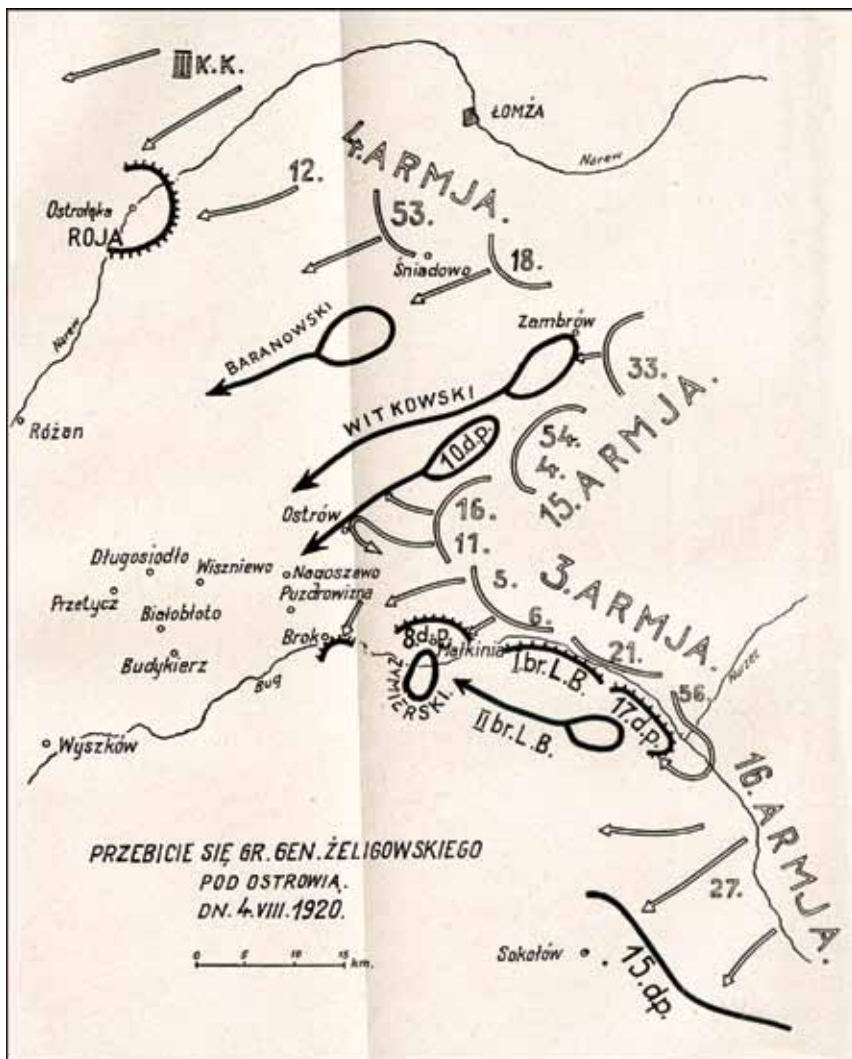 III K.K.
ŁOMŻA
Narew
4. ARMJA.
12.
Ostrołęka
ROJA
53.
Śniadowo
18.
Zambrów
BARANOWSKI
Narew
33.
WITKOWSKI
Różan
10.d.p.
54.
4.
15. ARMJA.
Ostrów
16.
11.
Długosiodło
Wiszniewo
Nagoszewo
Przetycz
Puzdrowizna
Białobłoto
Brok
Budykierz
5.
6.
3. ARMJA.
8.d.p.
Małkinia
I br. L.B.
21.
Bug
ŻYMIERSKI.
II br. L.B.
17.d.p.
56.
Nurzec
Wyszków
16. ARMJA.
PRZEBICIE SIĘ GR. GEN. ŻELIGOWSKIEGO
POD OSTROWIĄ.
DN. 4.VIII.1920.
0 5 10 15
km.
27.
Sokołów
15.dp.